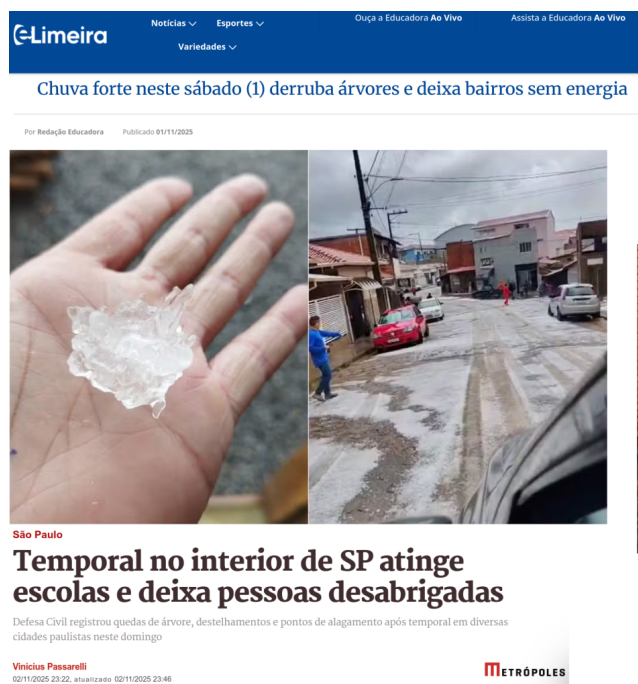 e-Limeira
Notícias Esportes
Variedades
Ouça a Educadora Ao Vivo
Assista a Educadora Ao Vivo
Chuva forte neste sábado (1) derruba árvores e deixa bairros sem energia
Por Redação Educadora Publicado 01/11/2025
São Paulo
Temporal no interior de SP atinge
escolas e deixa pessoas desabrigadas
Defesa Civil registrou quedas de árvore, destelhamentos e pontos de alagamento após temporal em diversas
cidades paulistas neste domingo
Vinicius Passarelli
02/11/2025 23:22, atualizado 02/11/2025 23:46
METRÓPOLES